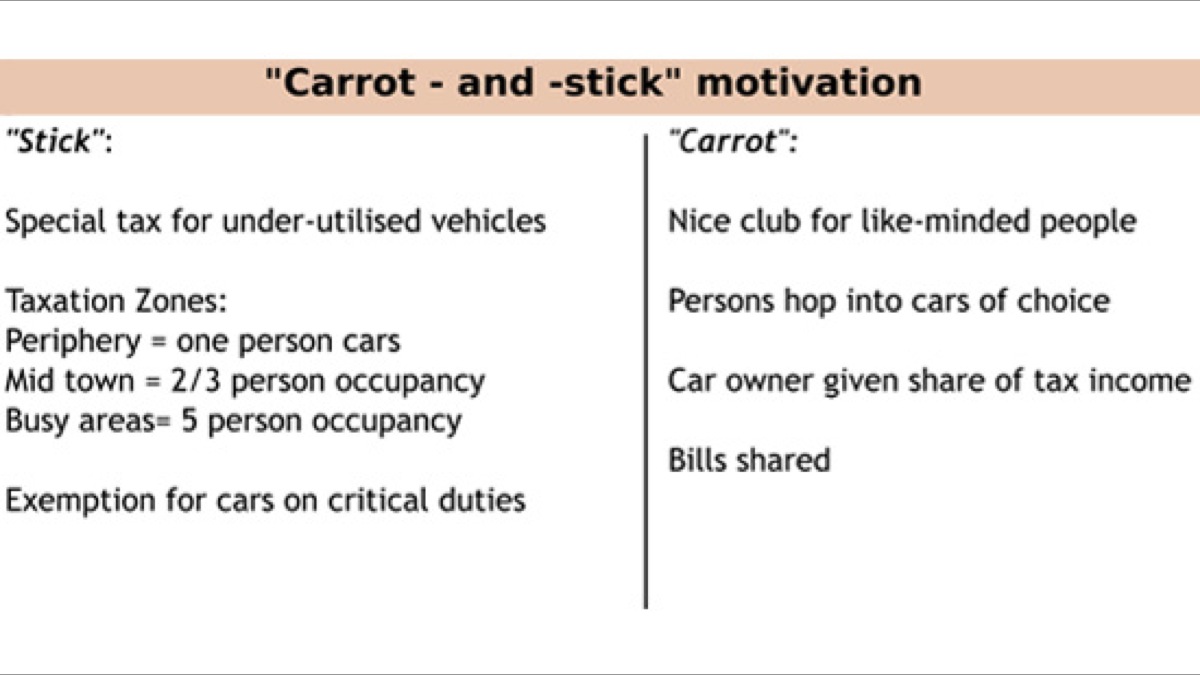 "Carrot - and -stick" motivation
"Stick":
Special tax for under-utilised vehicles
Taxation Zones:
Periphery = one person cars
Mid town = 2/3 person occupancy
Busy areas= 5 person occupancy
Exemption for cars on critical duties
"Carrot":
Nice club for like-minded people
Persons hop into cars of choice
Car owner given share of tax income
Bills shared